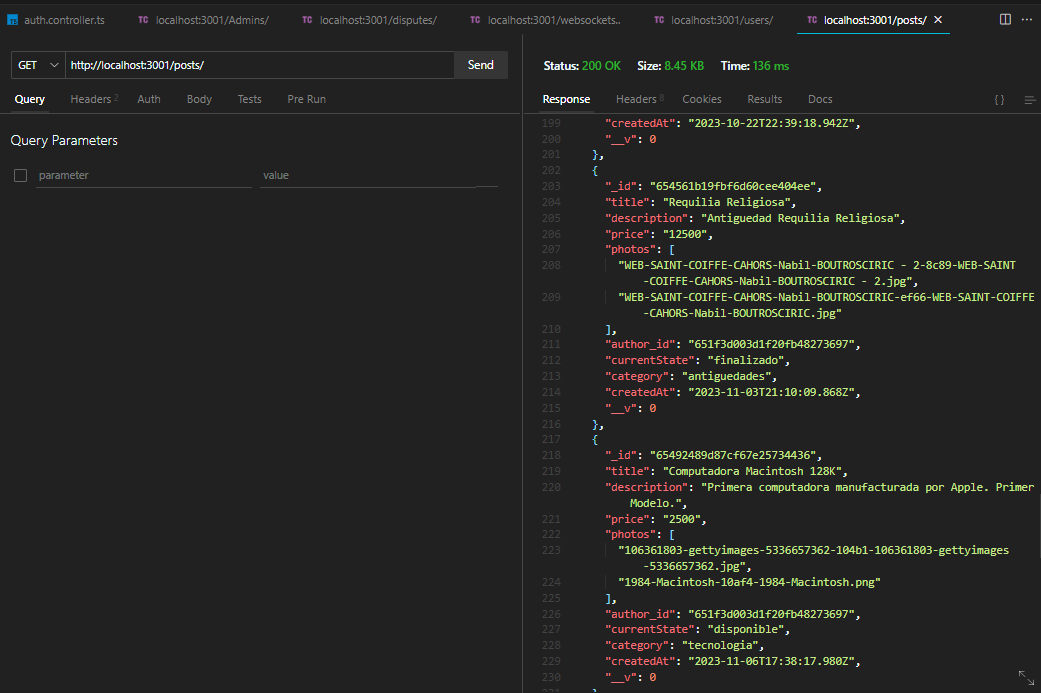 auth.controller.ts
TC localhost:3001/Admins/
TC localhost:3001/disputes/
TC localhost:3001/websockets..
TC localhost:3001/users/
TC localhost:3001/posts/
GET
http://localhost:3001/posts/
Send
Query
Headers 2
Auth
Body
Tests
Pre Run
Query Parameters
parameter
value
Status: 200 OK Size: 8.45 KB Time: 136 ms
Response
Headers 8
Cookies
Results
Docs
{ }
199 "createdAt": "2023-10-22T22:39:18.942Z",
200 "__v": 0
201 },
202 {
203 "_id": "654561b19fbf6d60cee404ee",
204 "title": "Requilia Religiosa",
205 "description": "Antiguedad Requilia Religiosa",
206 "price": "12500",
207 "photos": [
208 "WEB-SAINT-COIFFE-CAHORS-Nabil-BOUTROSCIRIC - 2-8c89-WEB-SAINT
-COIFFE-CAHORS-Nabil-BOUTROSCIRIC - 2.jpg",
209 "WEB-SAINT-COIFFE-CAHORS-Nabil-BOUTROSCIRIC-ef66-WEB-SAINT-COIFFE
-CAHORS-Nabil-BOUTROSCIRIC.jpg"
210 ],
211 "author_id": "651f3d003d1f20fb48273697",
212 "currentState": "finalizado",
213 "category": "antiguedades",
214 "createdAt": "2023-11-03T21:10:09.868Z",
215 "__v": 0
216 },
217 {
218 "_id": "65492489d87cf67e25734436",
219 "title": "Computadora Macintosh 128K",
220 "description": "Primera computadora manufacturada por Apple. Primer
Modelo.",
221 "price": "2500",
222 "photos": [
223 "106361803-gettyimages-5336657362-104b1-106361803-gettyimages
-5336657362.jpg",
224 "1984-Macintosh-10af4-1984-Macintosh.png"
225 ],
226 "author_id": "651f3d003d1f20fb48273697",
227 "currentState": "disponible",
228 "category": "tecnologia",
229 "createdAt": "2023-11-06T17:38:17.980Z",
230 "__v": 0